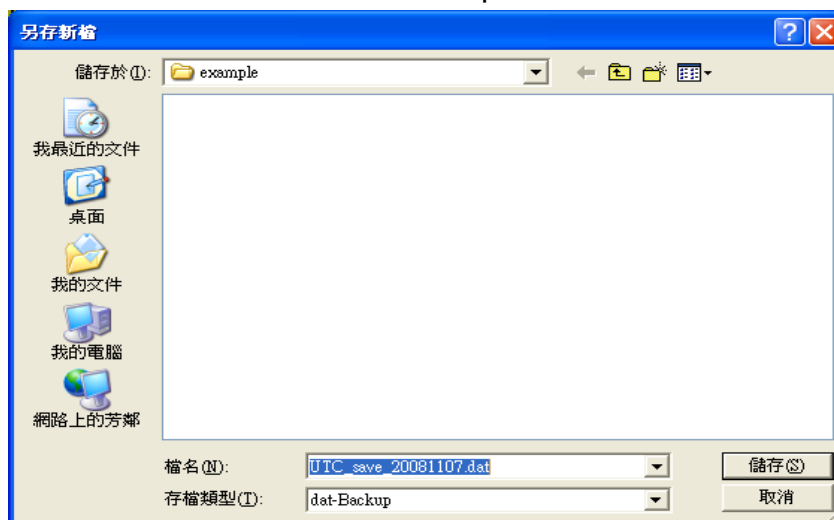 另存新檔
儲存於(I): example
我最近的文件
桌面
我的文件
我的電腦
網路上的芳鄰
檔名(N): UTC_save_20081107.dat 儲存(S)
存檔類型(T): dat-Backup 取消